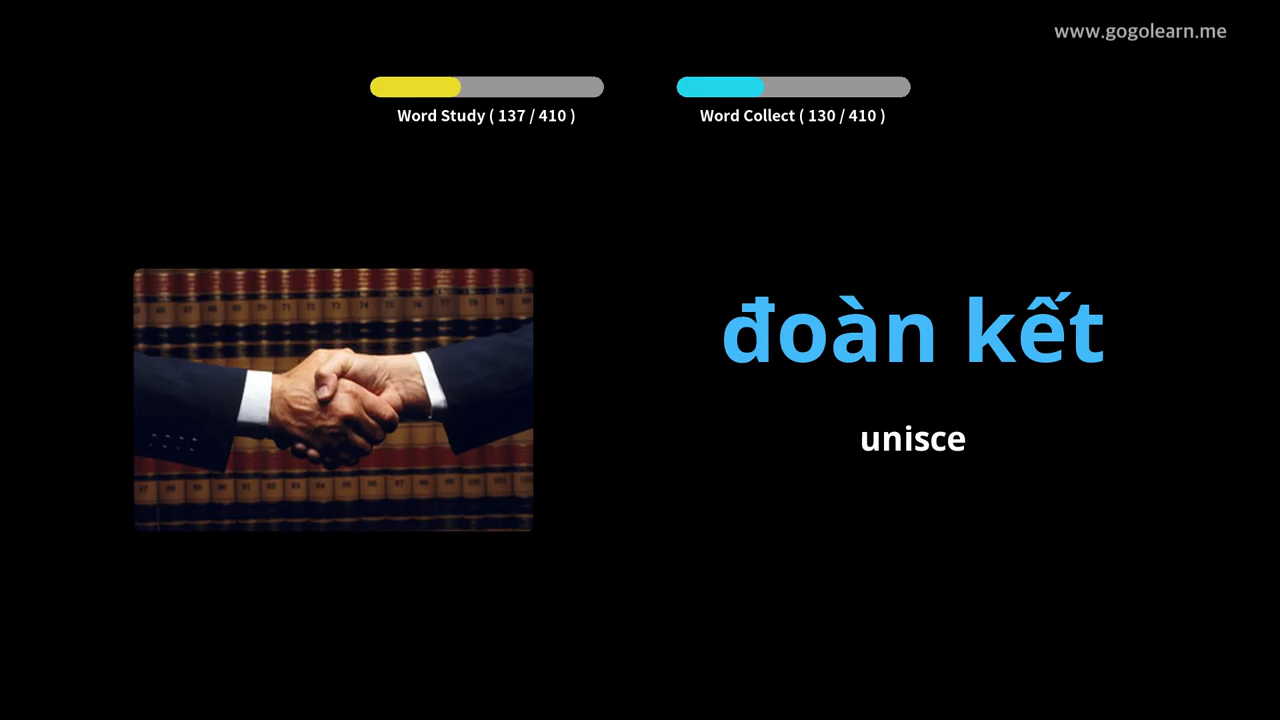 www.gogolearn.me
Word Study ( 137 / 410 )
Word Collect ( 130 / 410 )
đoàn kết
unisce